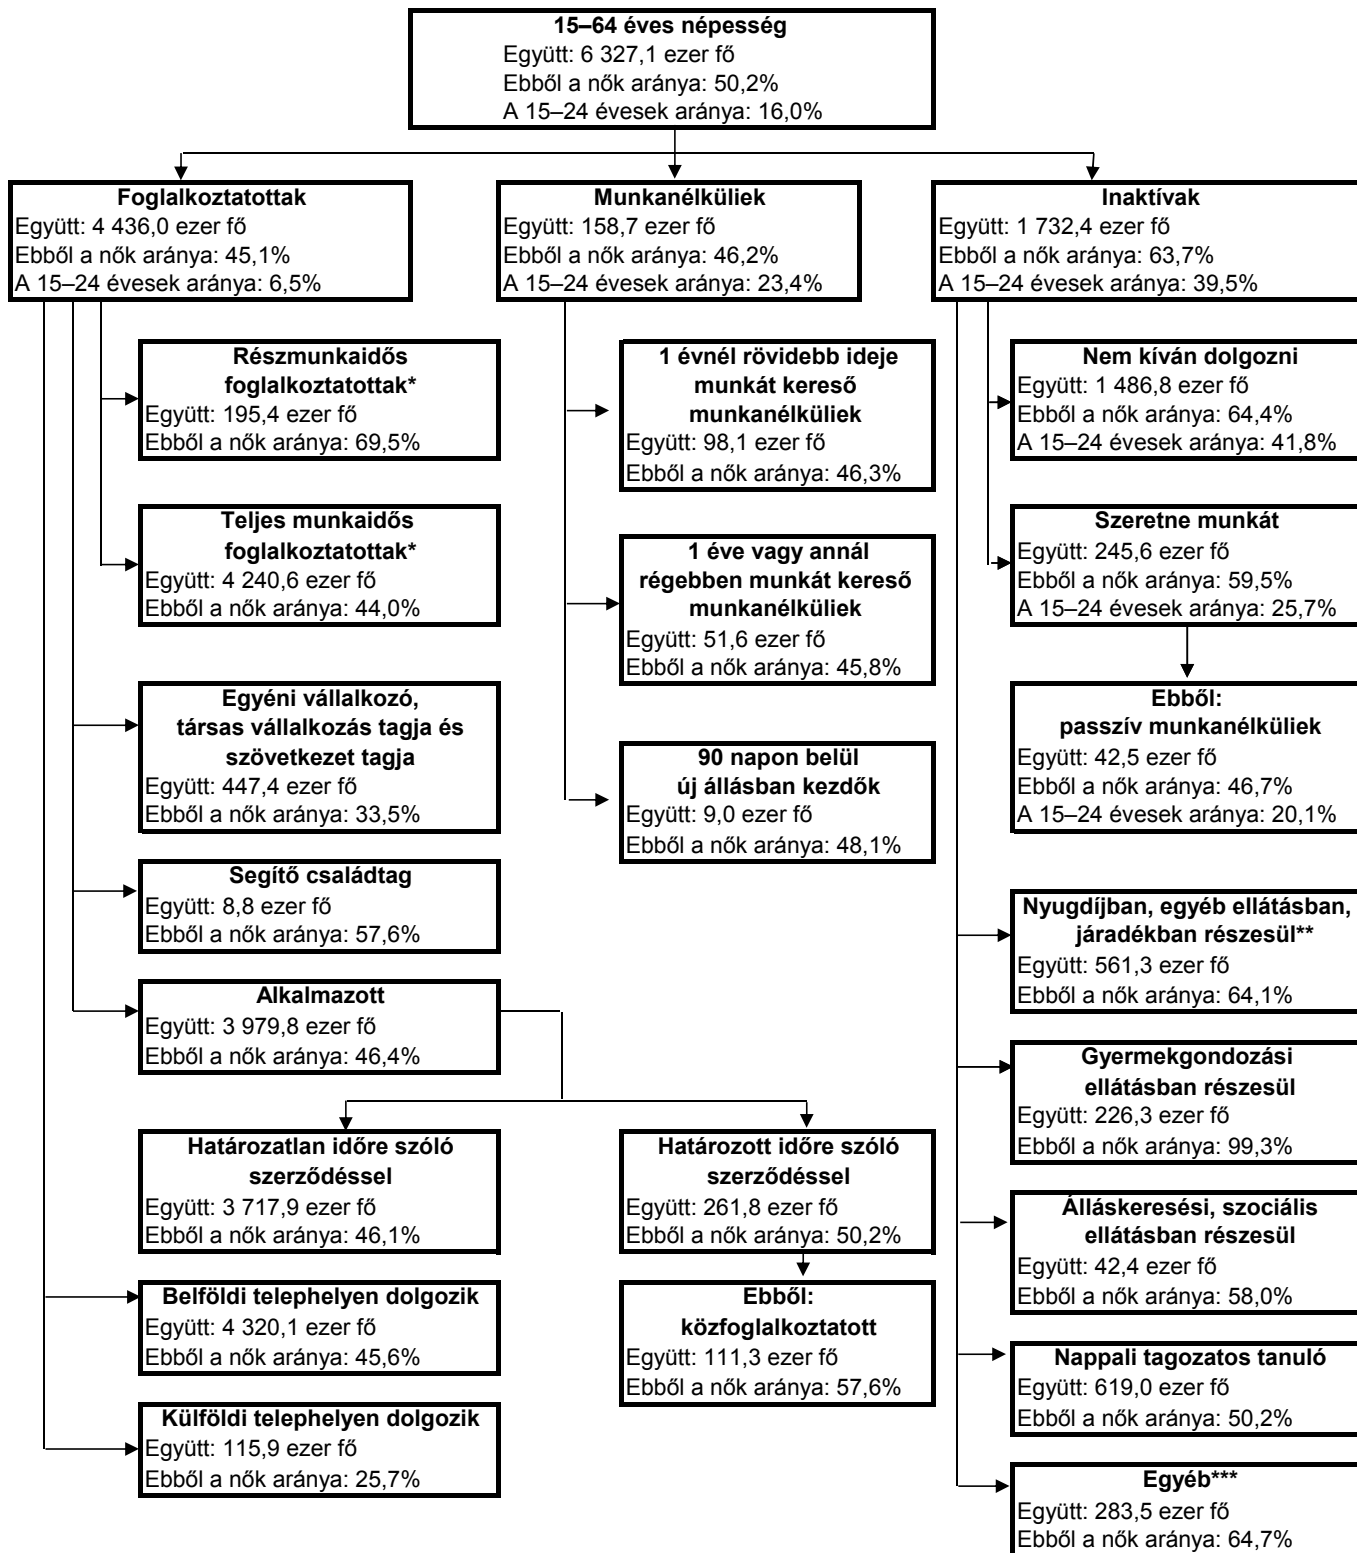 15–64 éves népesség
Együtt: 6 327,1 ezer fő
Ebből a nők aránya: 50,2%
A 15–24 évesek aránya: 16,0%
Foglalkoztatottak
Együtt: 4 436,0 ezer fő
Ebből a nők aránya: 45,1%
A 15–24 évesek aránya: 6,5%
Részmunkaidős
foglalkoztatottak*
Együtt: 195,4 ezer fő
Ebből a nők aránya: 69,5%
Teljes munkaidős
foglalkoztatottak*
Együtt: 4 240,6 ezer fő
Ebből a nők aránya: 44,0%
Egyéni vállalkozó,
társas vállalkozás tagja és
szövetkezet tagja
Együtt: 447,4 ezer fő
Ebből a nők aránya: 33,5%
Segítő családtag
Együtt: 8,8 ezer fő
Ebből a nők aránya: 57,6%
Alkalmazott
Együtt: 3 979,8 ezer fő
Ebből a nők aránya: 46,4%
Határozatlan időre szóló
szerződéssel
Együtt: 3 717,9 ezer fő
Ebből a nők aránya: 46,1%
Határozott időre szóló
szerződéssel
Együtt: 261,8 ezer fő
Ebből a nők aránya: 50,2%
Ebből:
közfoglalkoztatott
Együtt: 111,3 ezer fő
Ebből a nők aránya: 57,6%
Belföldi telephelyen dolgozik
Együtt: 4 320,1 ezer fő
Ebből a nők aránya: 45,6%
Külföldi telephelyen dolgozik
Együtt: 115,9 ezer fő
Ebből a nők aránya: 25,7%
Munkanélküliek
Együtt: 158,7 ezer fő
Ebből a nők aránya: 46,2%
A 15–24 évesek aránya: 23,4%
1 évnél rövidebb ideje
munkát kereső
munkanélküliek
Együtt: 98,1 ezer fő
Ebből a nők aránya: 46,3%
1 éve vagy annál
régebben munkát kereső
munkanélküliek
Együtt: 51,6 ezer fő
Ebből a nők aránya: 45,8%
90 napon belül
új állásban kezdők
Együtt: 9,0 ezer fő
Ebből a nők aránya: 48,1%
Inaktívak
Együtt: 1 732,4 ezer fő
Ebből a nők aránya: 63,7%
A 15–24 évesek aránya: 39,5%
Nem kíván dolgozni
Együtt: 1 486,8 ezer fő
Ebből a nők aránya: 64,4%
A 15–24 évesek aránya: 41,8%
Szeretne munkát
Együtt: 245,6 ezer fő
Ebből a nők aránya: 59,5%
A 15–24 évesek aránya: 25,7%
Ebből:
passzív munkanélküliek
Együtt: 42,5 ezer fő
Ebből a nők aránya: 46,7%
A 15–24 évesek aránya: 20,1%
Nyugdíjban, egyéb ellátásban,
járadékban részesül**
Együtt: 561,3 ezer fő
Ebből a nők aránya: 64,1%
Gyermekgondozási
ellátásban részesül
Együtt: 226,3 ezer fő
Ebből a nők aránya: 99,3%
Álláskeresési, szociális
ellátásban részesül
Együtt: 42,4 ezer fő
Ebből a nők aránya: 58,0%
Nappali tagozatos tanuló
Együtt: 619,0 ezer fő
Ebből a nők aránya: 50,2%
Egyéb***
Együtt: 283,5 ezer fő
Ebből a nők aránya: 64,7%